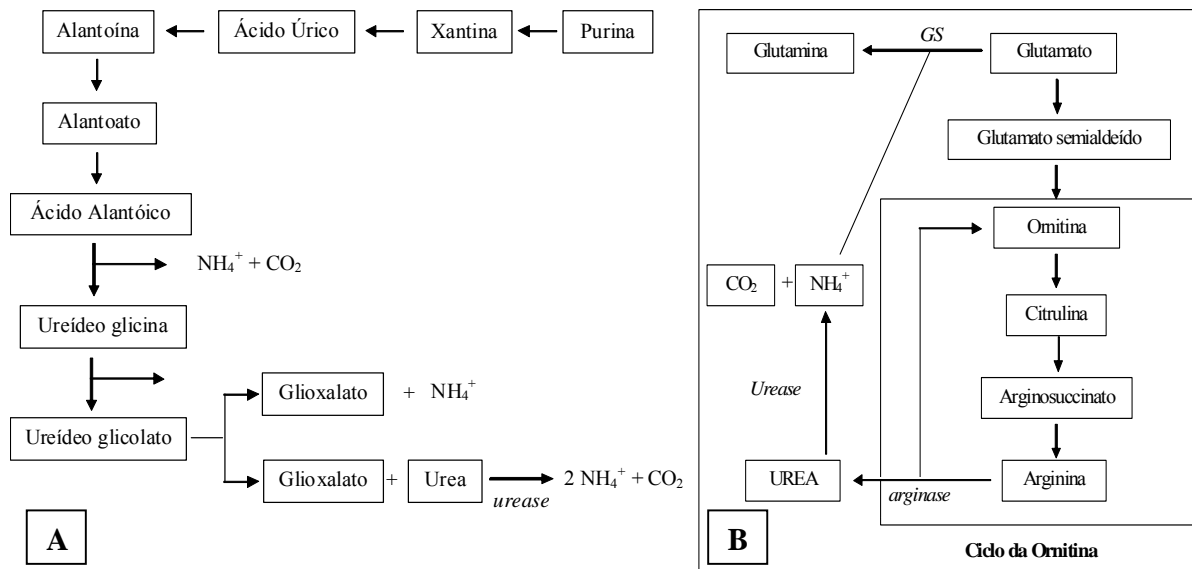 Alantoína
Ácido Úrico
Xantina
Purina
Alantoato
Ácido Alantóico
NH₄⁺ + CO₂
Ureídeo glicina
Ureídeo glicolato
Glioxalato + NH₄⁺
Glioxalato + Urea
urease
2 NH₄⁺ + CO₂
A
Glutamina
GS
Glutamato
Glutamato semialdeído
Ornitina
CO₂ + NH₄⁺
Citrulina
Urease
Arginosuccinato
UREA
arginase
Arginina
B
Ciclo da Ornitina